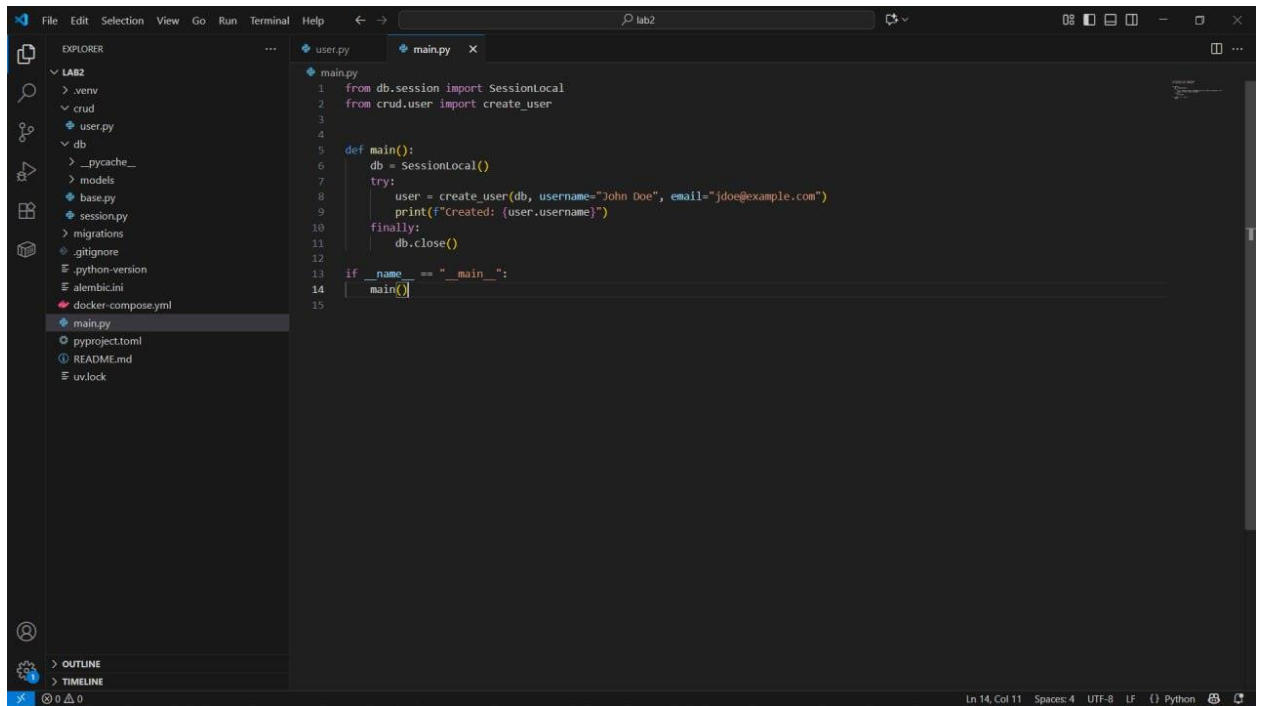 File Edit Selection View Go Run Terminal Help
lab2
EXPLORER
LAB2
.venv
crud
user.py
db
__pycache__
models
base.py
session.py
migrations
.gitignore
.python-version
alembic.ini
docker-compose.yml
main.py
pyproject.toml
README.md
uv.lock
OUTLINE
TIMELINE
user.py main.py
main.py
1 from db.session import SessionLocal
2 from crud.user import create_user
3
4
5 def main():
6 db = SessionLocal()
7 try:
8 user = create_user(db, username="John Doe", email="jdoe@example.com")
9 print(f"Created: {user.username}")
10 finally:
11 db.close()
12
13 if __name__ == "__main__":
14 main()
15
1
0 0 Ln 14, Col 11 Spaces: 4 UTF-8 LF {} Python